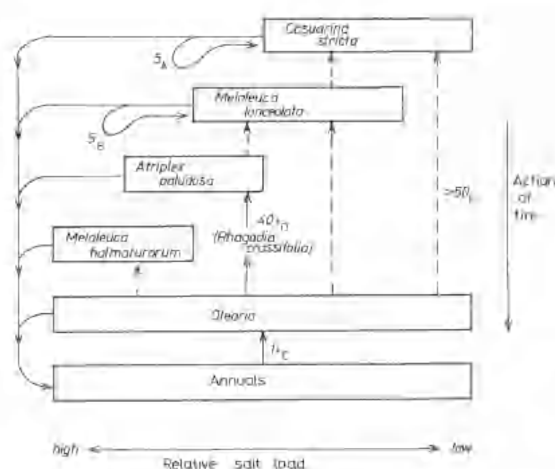 Casuarina
stricta
5A
Melaleuca
lanceolata
5B
Atriplex
paludosa
Action
of
fire
>50
40+D
(Rhagodia
crassifolia)
Melaleuca
halmaturorum
Olearia
1+C
Annuals
high
low
Relative salt load